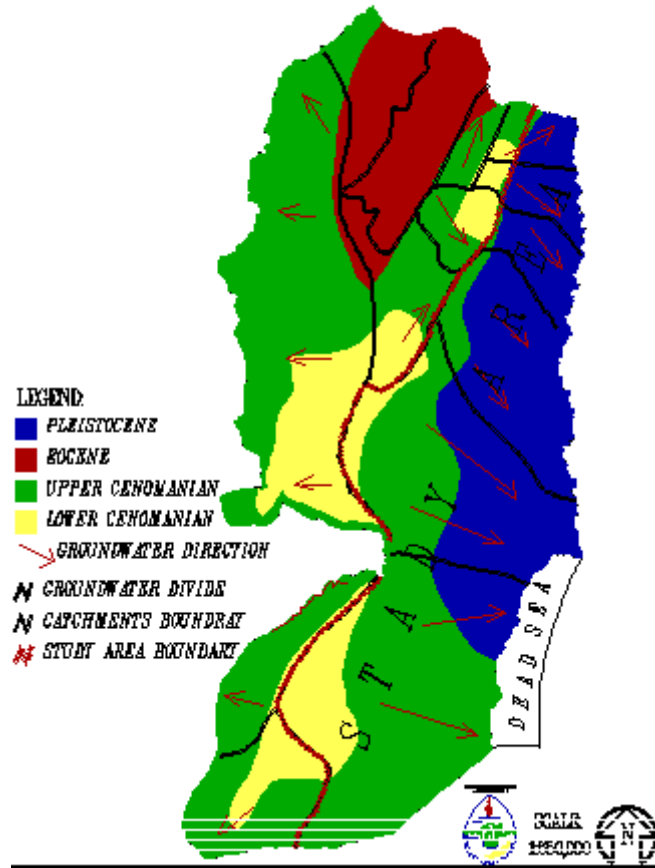 LEGEND:
PLEISTOCENE
EOCENE
UPPER CENOMANIAN
LOWER CENOMANIAN
GROUNDWATER DIRECTION
N GROUNDWATER DIVIDE
N CATCHMENTS BOUNDRAY
STUDY AREA BOUNDARY
STADY AREA
DEAD SEA
SCALE
N